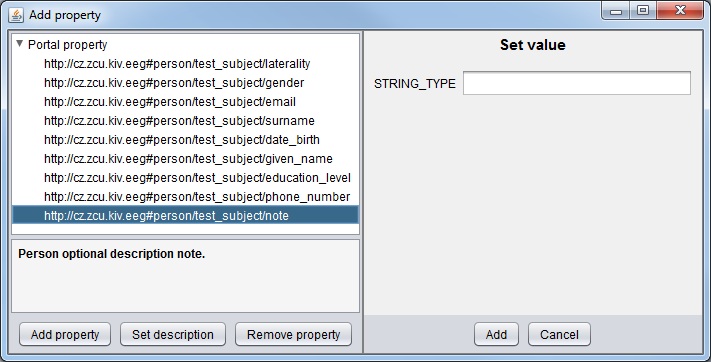 Add property
Portal property
http://cz.zcu.kiv.eeg#person/test_subject/laterality
http://cz.zcu.kiv.eeg#person/test_subject/gender
http://cz.zcu.kiv.eeg#person/test_subject/email
http://cz.zcu.kiv.eeg#person/test_subject/surname
http://cz.zcu.kiv.eeg#person/test_subject/date_birth
http://cz.zcu.kiv.eeg#person/test_subject/given_name
http://cz.zcu.kiv.eeg#person/test_subject/education_level
http://cz.zcu.kiv.eeg#person/test_subject/phone_number
http://cz.zcu.kiv.eeg#person/test_subject/note
Person optional description note.
Add property Set description Remove property
Set value
STRING_TYPE
Add Cancel